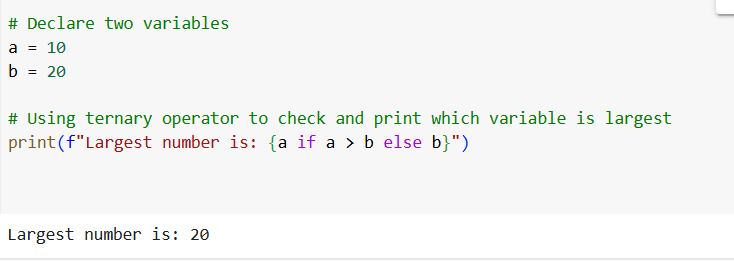 # Declare two variables
a = 10
b = 20
# Using ternary operator to check and print which variable is largest
print(f"Largest number is: {a if a > b else b}")
Largest number is: 20